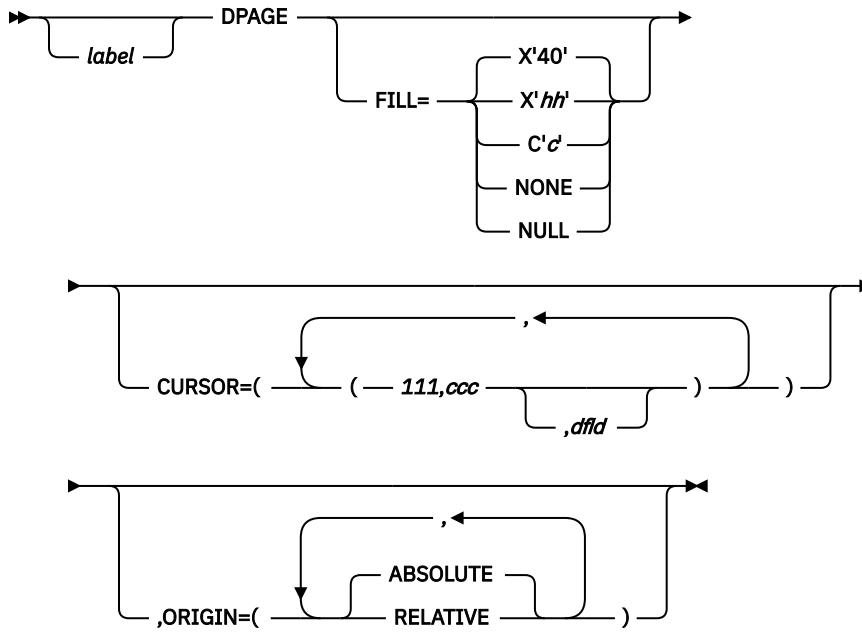 DPAGE
label
FILL=
X'40'
X'hh'
C'c'
NONE
NULL
,
CURSOR=( ( 111,ccc ) )
,dfld
,
ABSOLUTE
,ORIGIN=( RELATIVE )